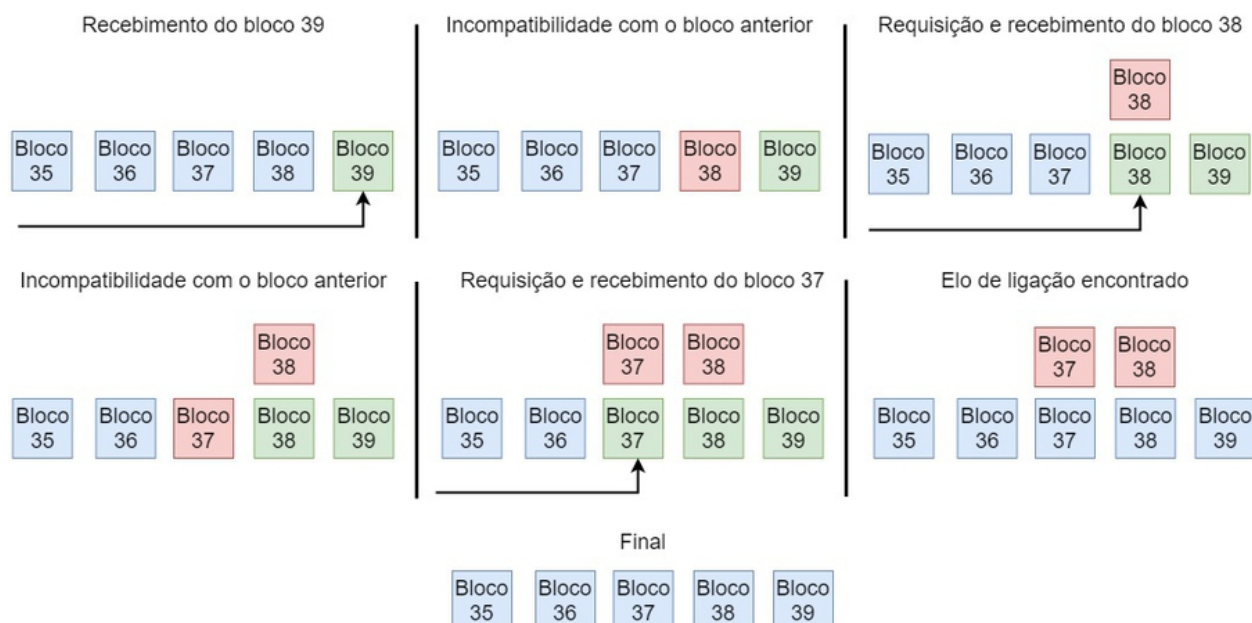 Recebimento do bloco 39
Incompatibilidade com o bloco anterior
Requisição e recebimento do bloco 38
Bloco
38
Bloco
35
Bloco
36
Bloco
37
Bloco
38
Bloco
39
Bloco
35
Bloco
36
Bloco
37
Bloco
38
Bloco
39
Bloco
35
Bloco
36
Bloco
37
Bloco
38
Bloco
39
Incompatibilidade com o bloco anterior
Requisição e recebimento do bloco 37
Elo de ligação encontrado
Bloco
38
Bloco
37
Bloco
38
Bloco
37
Bloco
38
Bloco
35
Bloco
36
Bloco
37
Bloco
38
Bloco
39
Bloco
35
Bloco
36
Bloco
37
Bloco
38
Bloco
39
Bloco
35
Bloco
36
Bloco
37
Bloco
38
Bloco
39
Final
Bloco
35
Bloco
36
Bloco
37
Bloco
38
Bloco
39